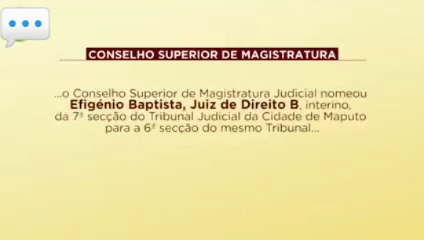 CONSELHO SUPERIOR DE MAGISTRATURA
...o Conselho Superior de Magistratura Judicial nomeou
Efigénio Baptista, Juiz de Direito B, interino,
da 7ª secção do Tribunal Judicial da Cidade de Maputo
para a 6ª secção do mesmo Tribunal...